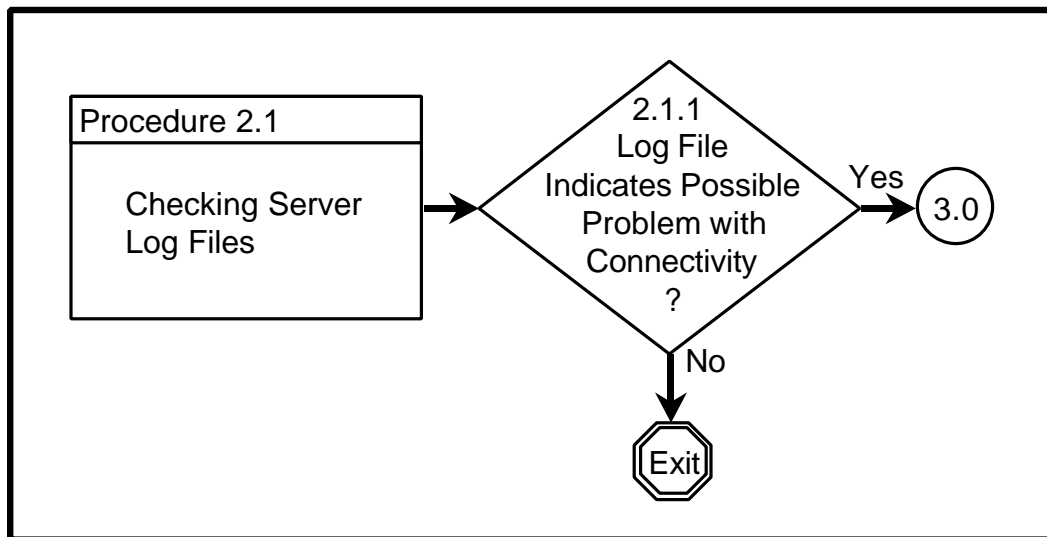 Procedure 2.1
Checking Server
Log Files
2.1.1
Log File
Indicates Possible
Problem with
Connectivity
?
Yes
3.0
No
Exit